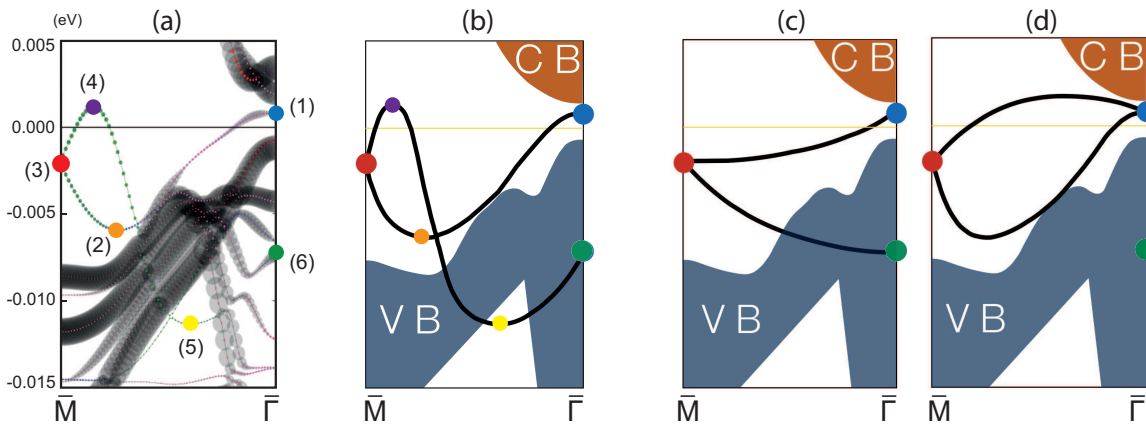 (eV) (a) (b) (c) (d)
0.005
0.000
-0.005
-0.010
-0.015
(4)
(1)
(3)
(2)
(6)
(5)
C B
V B
C B
V B
C B
V B
M̅ Γ̅ M̅ Γ̅ M̅ Γ̅ M̅ Γ̅